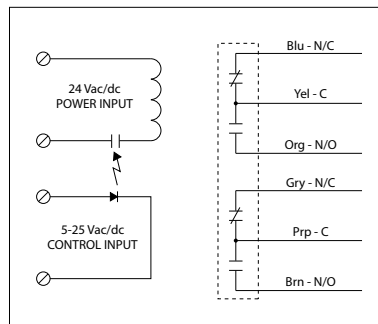 24 Vac/dc
POWER INPUT
5-25 Vac/dc
CONTROL INPUT
Blu - N/C
Yel - C
Org - N/O
Gry - N/C
Prp - C
Brn - N/O